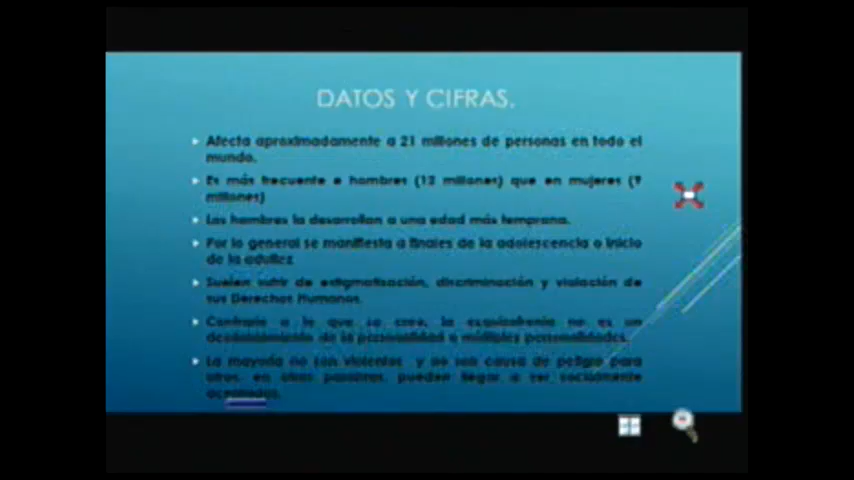 DATOS Y CIFRAS.
Afecta aproximadamente a 21 millones de personas en todo el
mundo.
Es más frecuente e hombres (12 millones) que en mujeres (9
millones)
Los hombres la desarrollan a una edad más temprana.
Por lo general se manifiesta a finales de la adolescencia o inicio
de la adultez
Suelen sufrir de estigmatización, discriminación y violación de
sus Derechos Humanos.
Contrario a lo que se cree, la esquizofrenia no es un
de la personalidad o múltiples personalidades.
La mayoría no son violentos y no son causa de peligro para
otros, en otras palabras, pueden llegar a ser socialmente